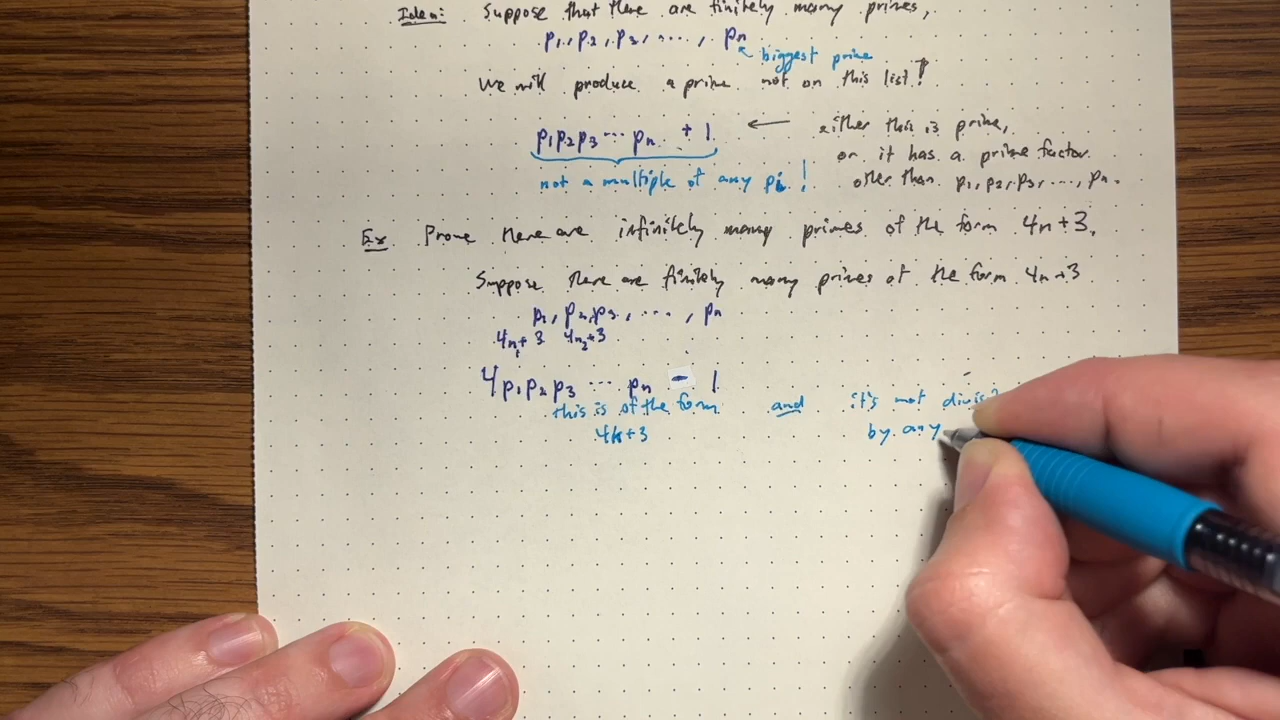 Idea: Suppose that there are finitely many primes,
p1, p2, p3, ...., pn
biggest prime
We will produce a prime not on this list!
p1p2p3 ... pn + 1 ← either this is prime,
or it has a prime factor
not a multiple of any pi! other than p1, p2, p3, ..., pn.
Ex Prove there are infinitely many primes of the form 4n+3.
Suppose there are finitely many primes of the form 4n+3
p1, p2, p3, ...., pn
4n1+3 4n2+3
4p1p2p3 ... pn - 1
this is of the form and it's not
4k+3 by any